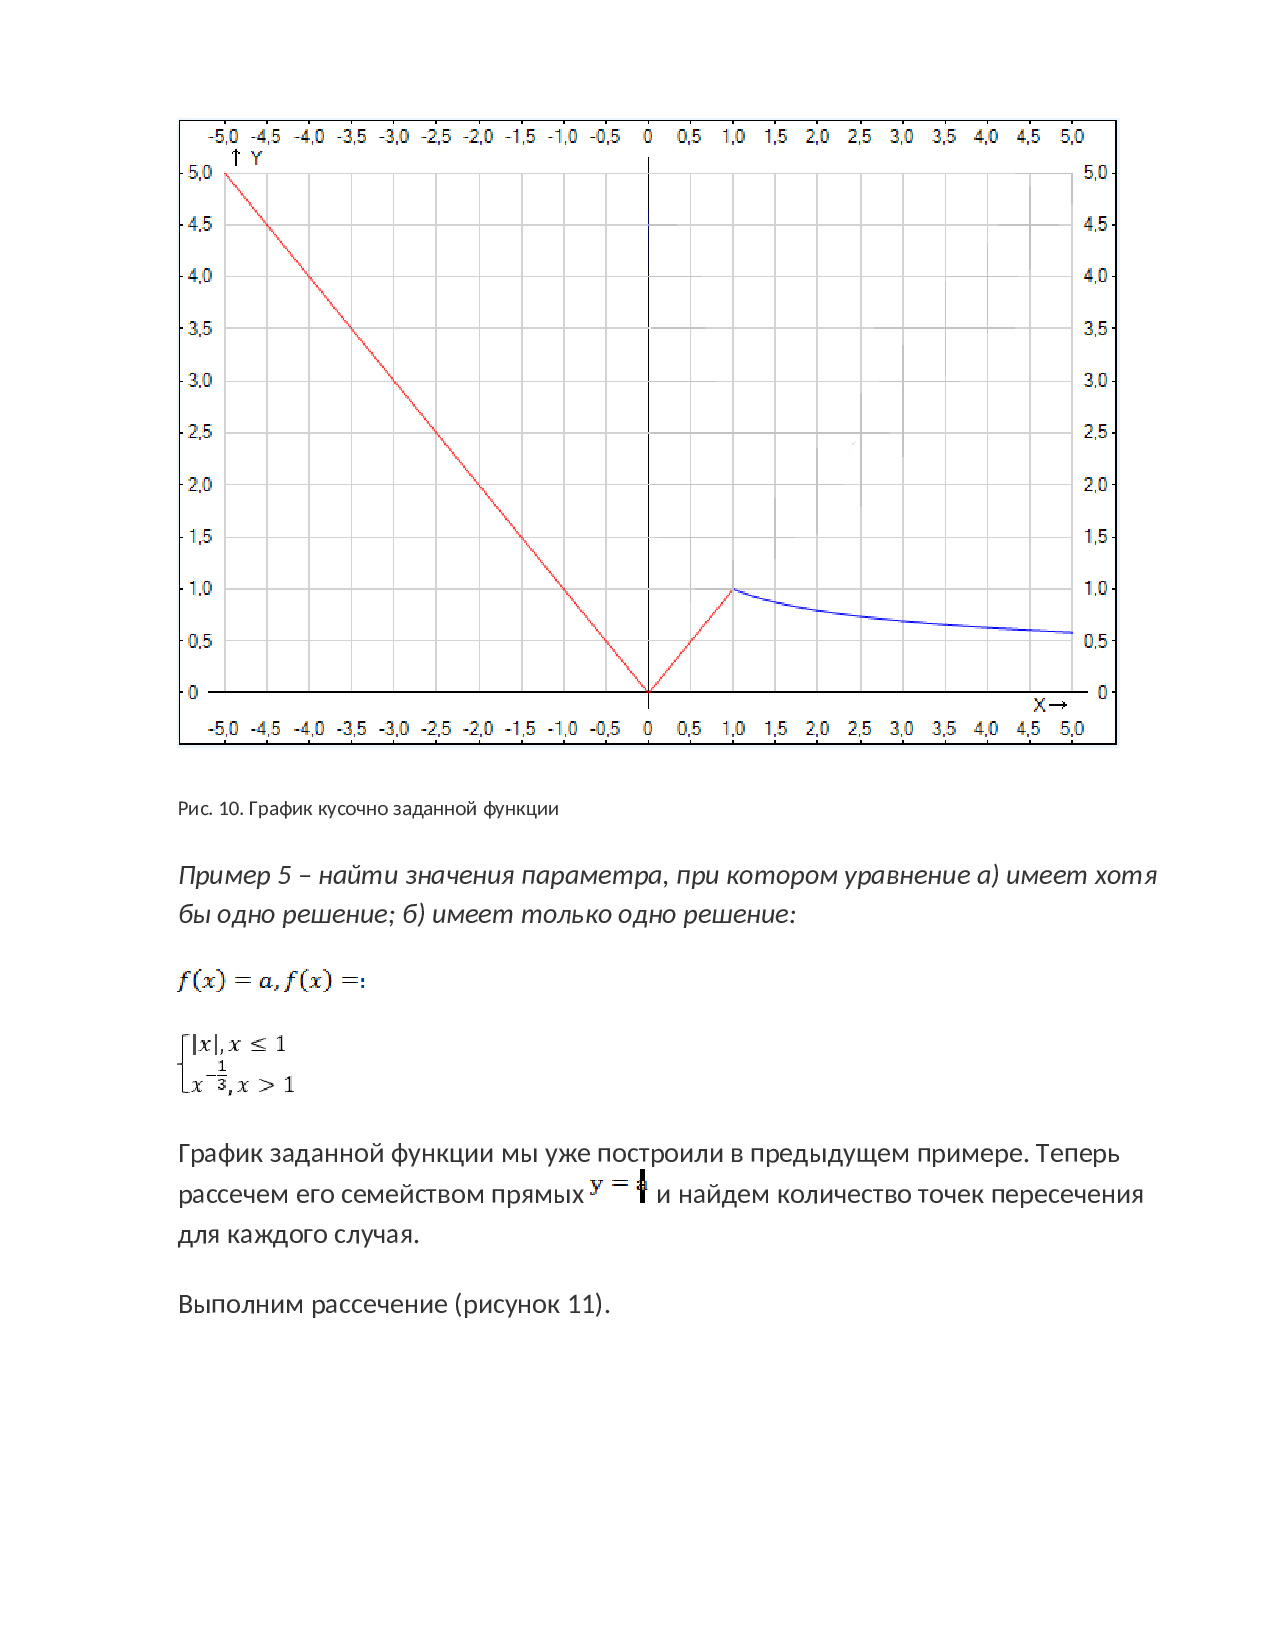 -5,0 -4,5 -4,0 -3,5 -3,0 -2,5 -2,0 -1,5 -1,0 -0,5 0 0,5 1,0 1,5 2,0 2,5 3,0 3,5 4,0 4,5 5,0
↑ Y
5,0 5,0
4,5 4,5
4,0 4,0
3,5 3,5
3,0 3,0
2,5 2,5
2,0 2,0
1,5 1,5
1,0 1,0
0,5 0,5
0 0
X→
-5,0 -4,5 -4,0 -3,5 -3,0 -2,5 -2,0 -1,5 -1,0 -0,5 0 0,5 1,0 1,5 2,0 2,5 3,0 3,5 4,0 4,5 5,0
Рис. 10. График кусочно заданной функции
Пример 5 – найти значения параметра, при котором уравнение а) имеет хотя
бы одно решение; б) имеет только одно решение:
f(x) = a, f(x) =:
|x|, x ≤ 1
x^{-1/3}, x > 1
График заданной функции мы уже построили в предыдущем примере. Теперь
рассечем его семейством прямых y = a и найдем количество точек пересечения
для каждого случая.
Выполним рассечение (рисунок 11).